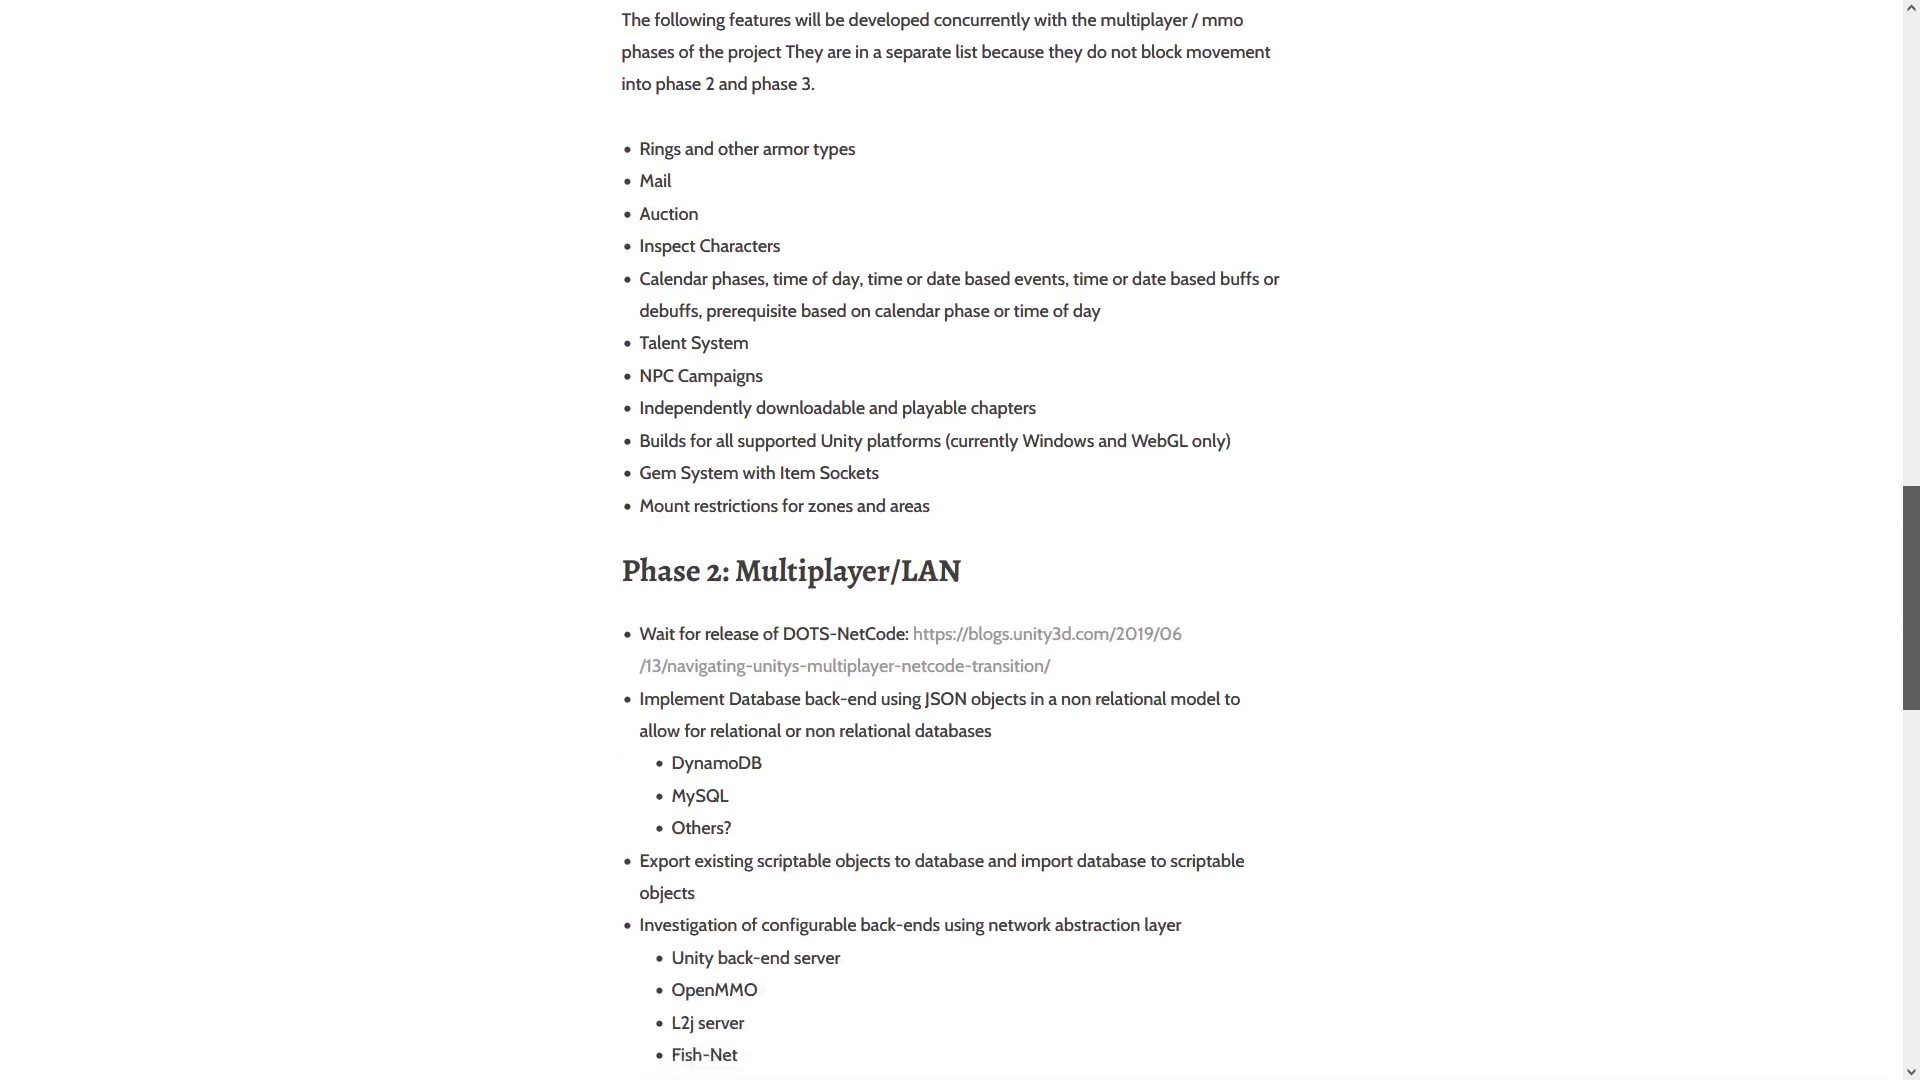 The following features will be developed concurrently with the multiplayer / mmo
phases of the project They are in a separate list because they do not block movement
into phase 2 and phase 3.
• Rings and other armor types
• Mail
• Auction
• Inspect Characters
• Calendar phases, time of day, time or date based events, time or date based buffs or
debuffs, prerequisite based on calendar phase or time of day
• Talent System
• NPC Campaigns
• Independently downloadable and playable chapters
• Builds for all supported Unity platforms (currently Windows and WebGL only)
• Gem System with Item Sockets
• Mount restrictions for zones and areas
Phase 2: Multiplayer/LAN
• Wait for release of DOTS-NetCode: https://blogs.unity3d.com/2019/06
/13/navigating-unitys-multiplayer-netcode-transition/
• Implement Database back-end using JSON objects in a non relational model to
allow for relational or non relational databases
• DynamoDB
• MySQL
• Others?
• Export existing scriptable objects to database and import database to scriptable
objects
• Investigation of configurable back-ends using network abstraction layer
• Unity back-end server
• OpenMMO
• L2j server
• Fish-Net